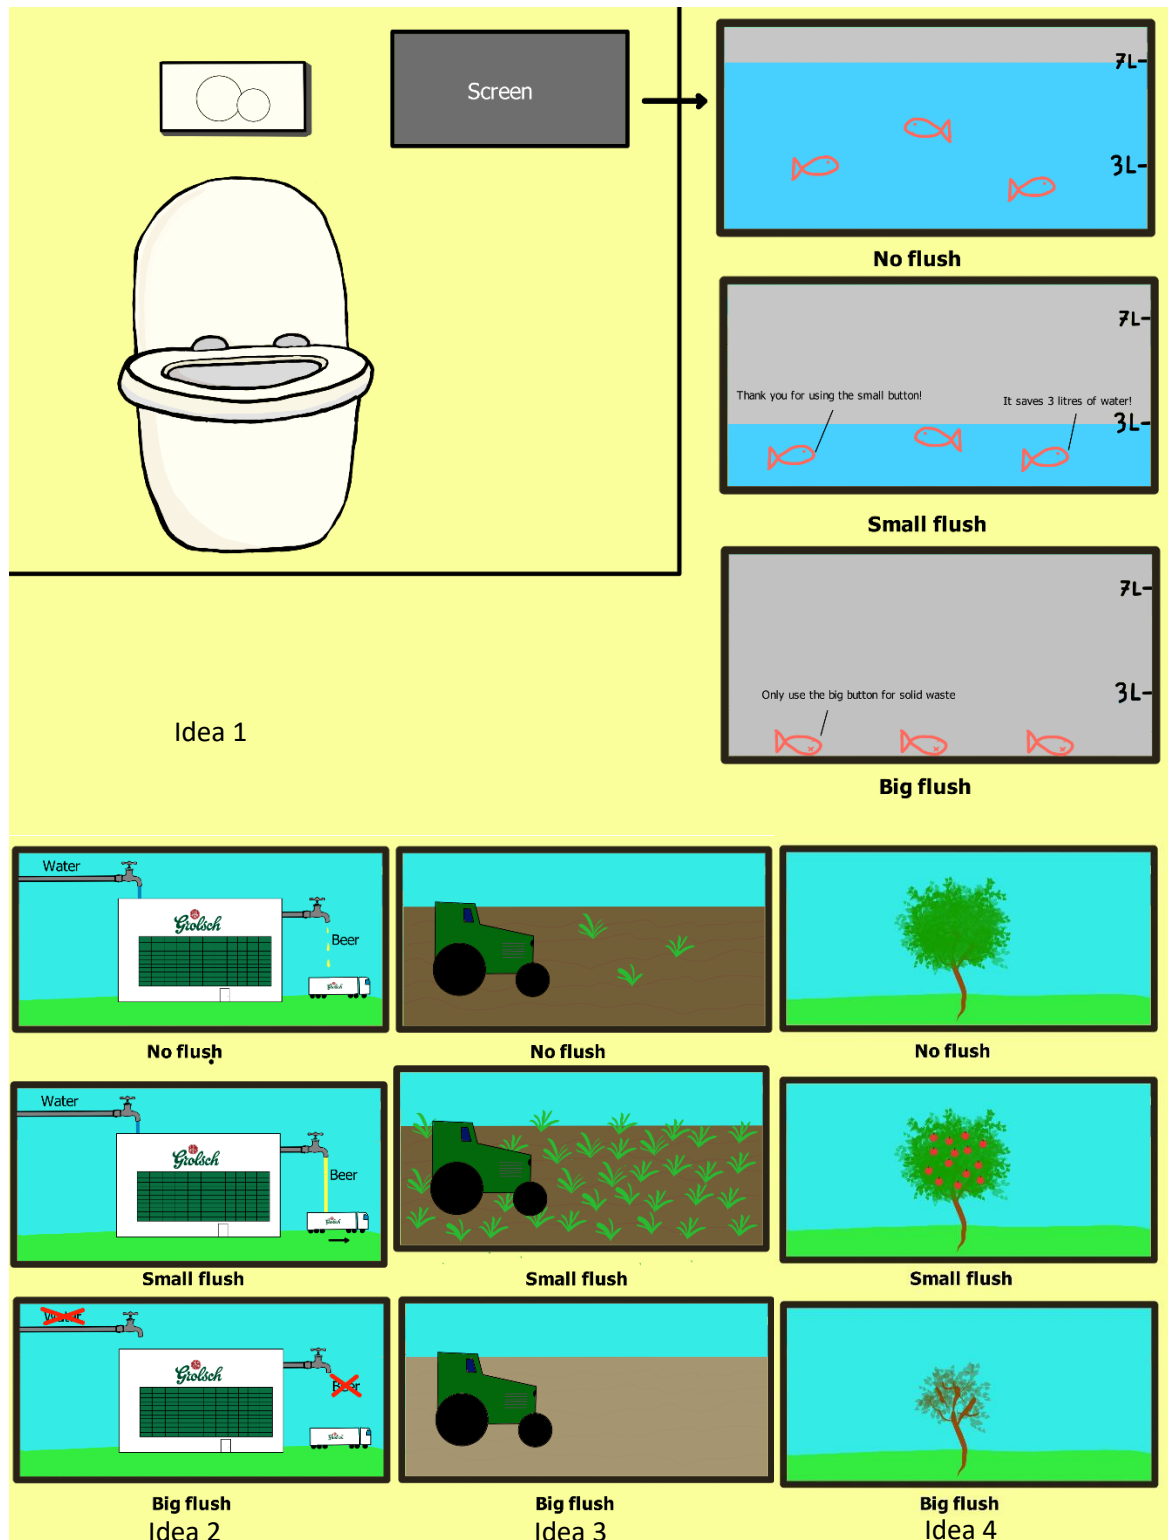 Screen
7L-
3L-
No flush
7L-
Thank you for using the small button!
It saves 3 litres of water!
3L-
Small flush
7L-
3L-
Only use the big button for solid waste
Idea 1
Big flush
Water
Grolsch
Beer
Grolsch
No flush
No flush
No flush
Water
Grolsch
Beer
Grolsch
Small flush
Small flush
Small flush
Water
Grolsch
Beer
Grolsch
Big flush
Big flush
Big flush
Idea 2
Idea 3
Idea 4